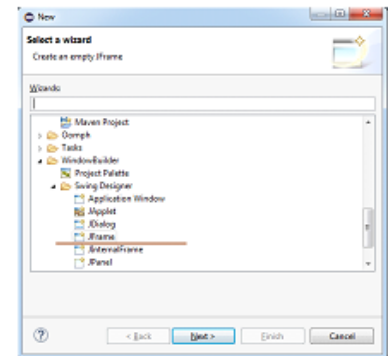 New
Select a wizard
Create an empty JFrame
Wizards:
Maven Project
Oomph
Tasks
WindowBuilder
Project Palette
Swing Designer
Application Window
JApplet
JDialog
JFrame
JInternalFrame
JPanel
?
< Back
Next >
Finish
Cancel